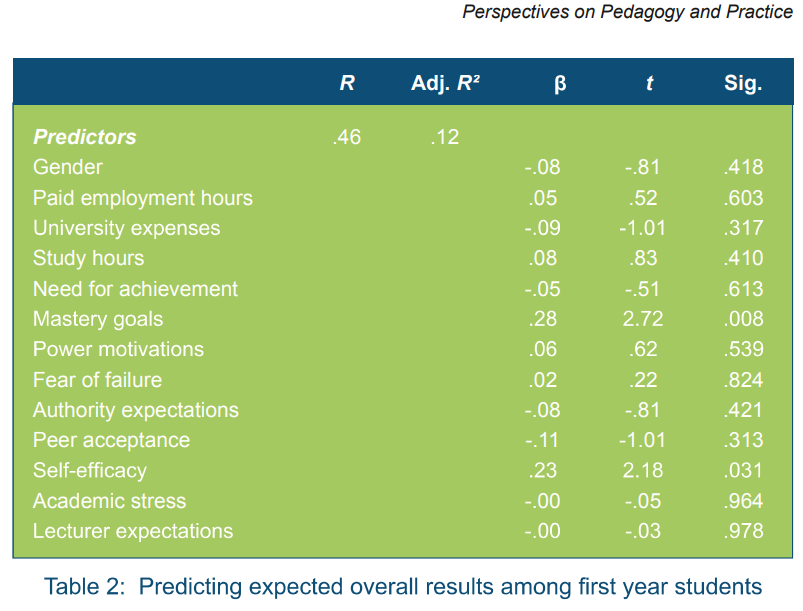 Perspectives on Pedagogy and Practice
R Adj. R² β t Sig.
Predictors .46 .12
Gender -.08 -.81 .418
Paid employment hours .05 .52 .603
University expenses -.09 -1.01 .317
Study hours .08 .83 .410
Need for achievement -.05 -.51 .613
Mastery goals .28 2.72 .008
Power motivations .06 .62 .539
Fear of failure .02 .22 .824
Authority expectations -.08 -.81 .421
Peer acceptance -.11 -1.01 .313
Self-efficacy .23 2.18 .031
Academic stress -.00 -.05 .964
Lecturer expectations -.00 -.03 .978
Table 2: Predicting expected overall results among first year students